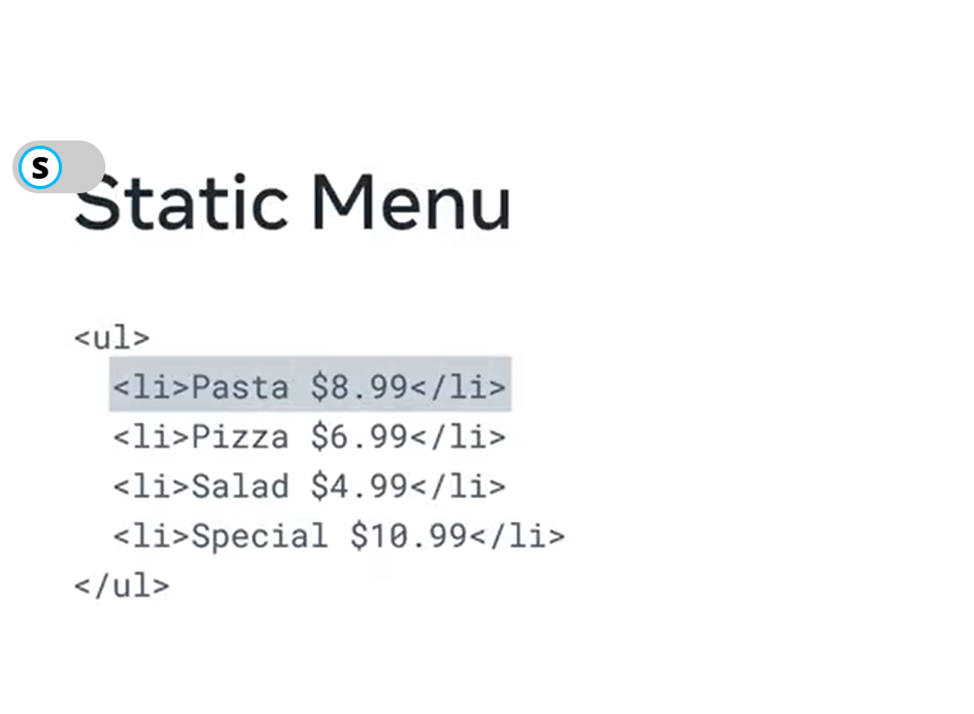 S
Static Menu
<ul>
<li>Pasta $8.99</li>
<li>Pizza $6.99</li>
<li>Salad $4.99</li>
<li>Special $10.99</li>
</ul>